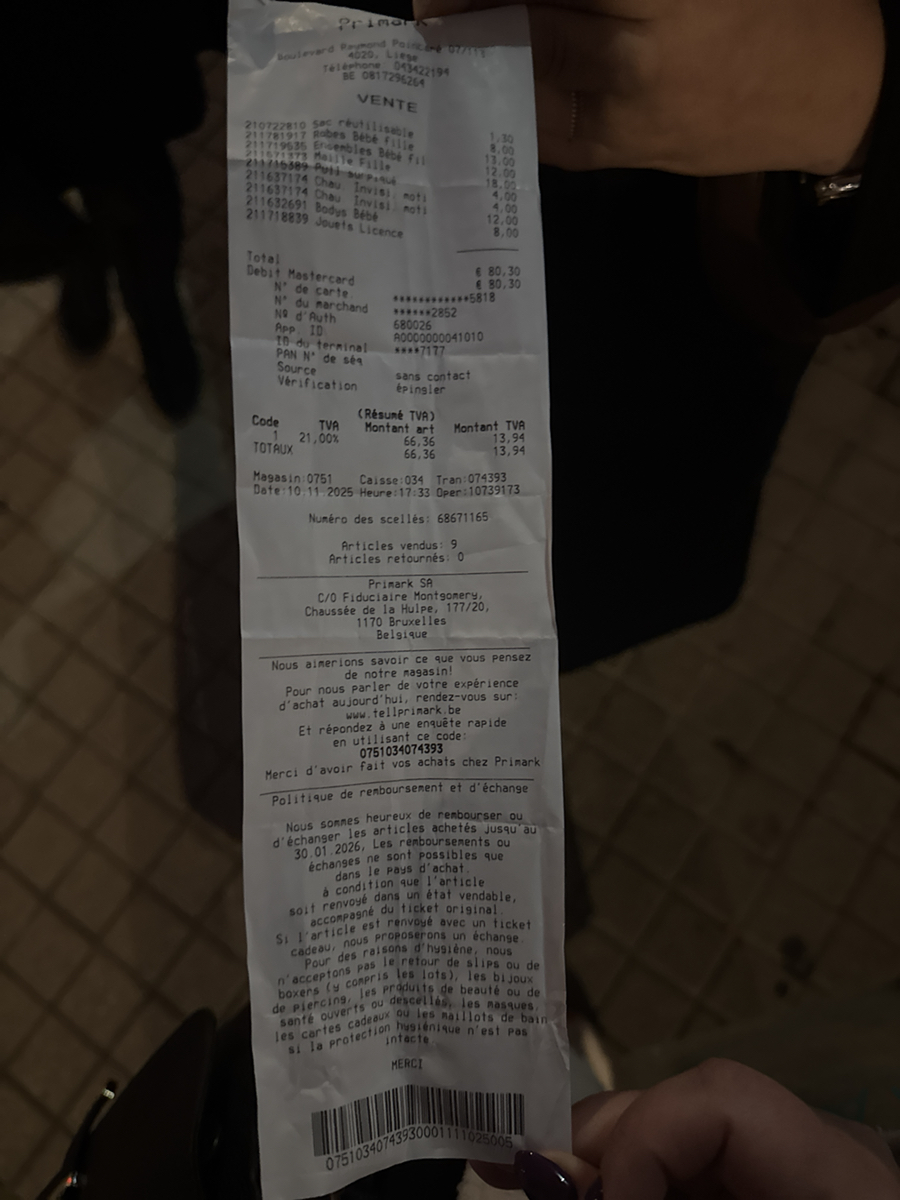 Primark
Boulevard Raymond Poincaré 07/111
4020, Liege
Téléphone: 043422194
BE 0817296264
VENTE
210722810 Sac réutilisable 1,30
211781917 Robes Bébé Fille 8,00
211719635 Ensembles Bébé fil 13,00
211671373 Maille Fille 12,00
211715389 Pull surpiqué 18,00
211637174 Chau. Invisi. moti 4,00
211637174 Chau. Invisi. moti 4,00
211632691 Bodys Bébé 12,00
211718839 Jouets Licence 8,00
Total € 80,30
Debit Mastercard € 80,30
N° de carte ************5818
N° du marchand ******2852
Nº d'Auth 680026
App. ID A0000000041010
ID du terminal ****7177
PAN N° de séq
Source sans contact
Vérification épingler
(Résumé TVA)
Code TVA Montant art Montant TVA
1 21,00% 66,36 13,94
TOTAUX 66,36 13,94
Magasin:0751 Caisse:034 Tran:074393
Date:10.11.2025 Heure:17:33 Oper:10739173
Numéro des scellés: 68671165
Articles vendus: 9
Articles retournés: 0
Primark SA
C/O Fiduciaire Montgomery,
Chaussée de la Hulpe, 177/20,
1170 Bruxelles
Belgique
Nous aimerions savoir ce que vous pensez
de notre magasin!
Pour nous parler de votre expérience
d'achat aujourd'hui, rendez-vous sur:
www.tellprimark.be
Et répondez à une enquête rapide
en utilisant ce code:
0751034074393
Merci d'avoir fait vos achats chez Primark
Politique de remboursement et d'échange
Nous sommes heureux de rembourser ou
d'échanger les articles achetés jusqu'au
30.01.2026, Les remboursements ou
échanges ne sont possibles que
dans le pays d'achat.
à condition que l'article
soit renvoyé dans un état vendable,
accompagné du ticket original.
Si l'article est renvoyé avec un ticket
cadeau, nous proposerons un échange.
Pour des raisons d'hygiène, nous
n'acceptons pas le retour de slips ou de
boxers (y compris les lots), les bijoux
de piercing, les produits de beauté ou de
santé ouverts ou descellés, les masques,
les cartes cadeaux ou les maillots de bain
si la protection hygiénique n'est pas
intacte.
MERCI
07510340743930001111025005